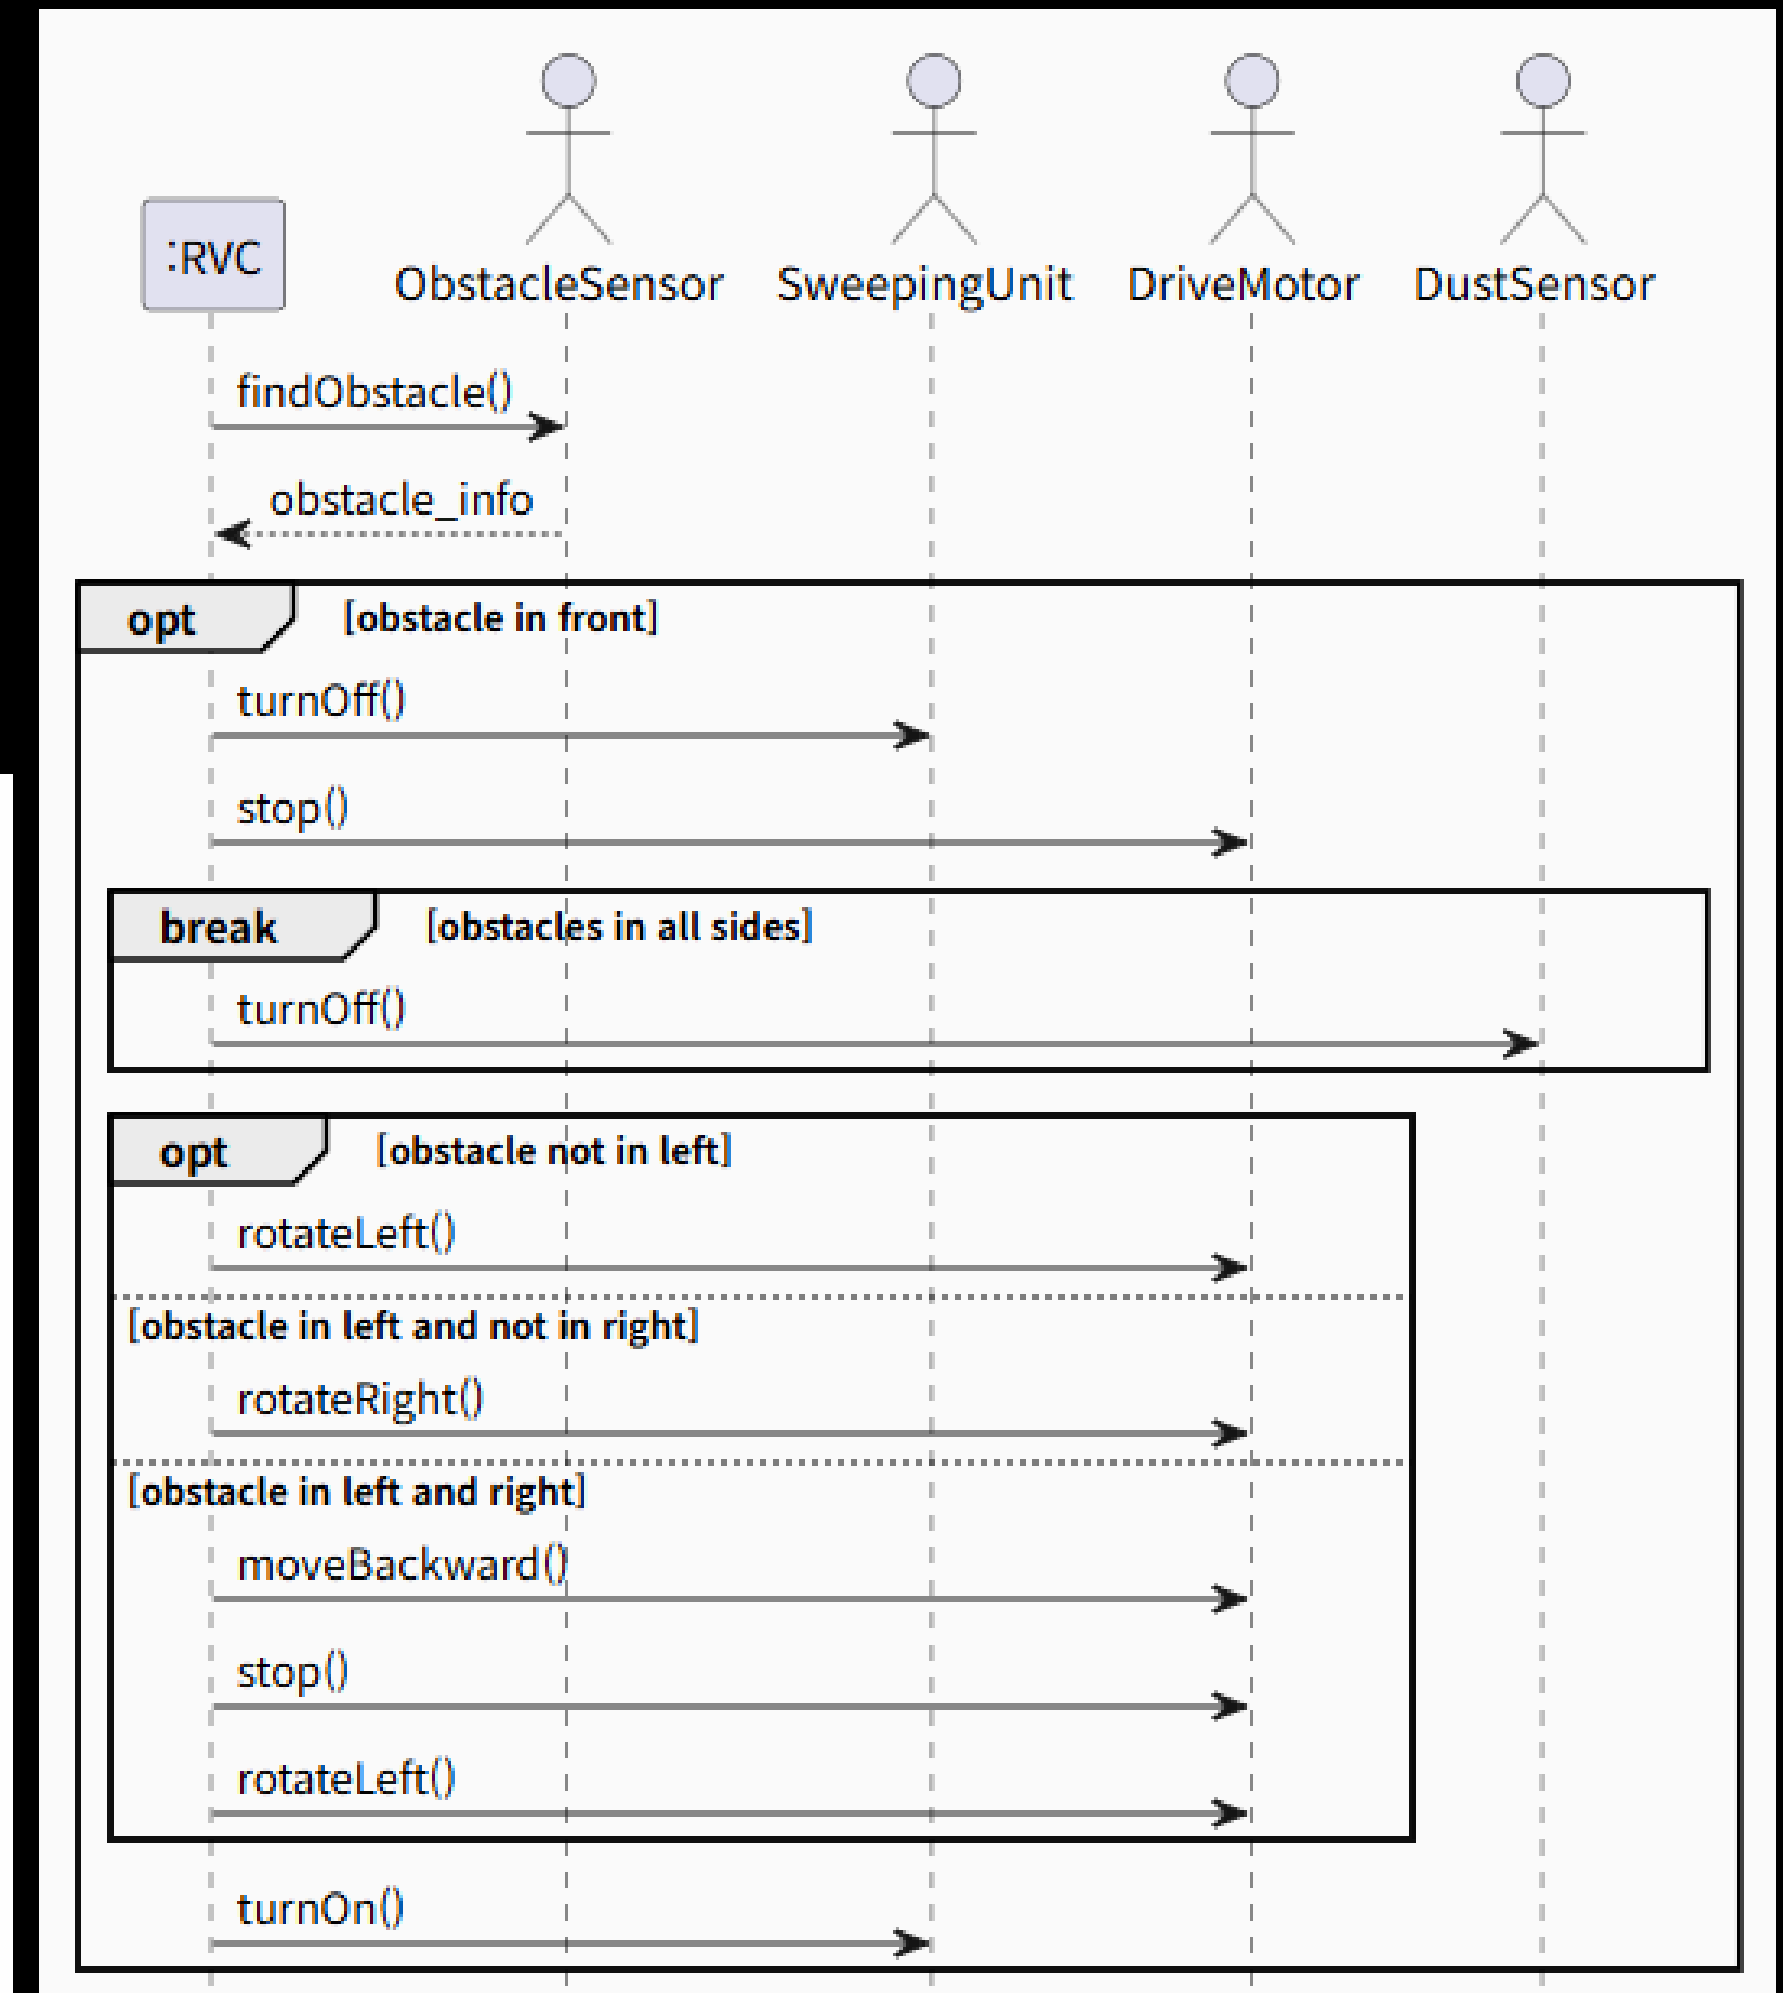 :RVC
ObstacleSensor
SweepingUnit
DriveMotor
DustSensor
findObstacle()
obstacle_info
opt [obstacle in front]
turnOff()
stop()
break [obstacles in all sides]
turnOff()
opt [obstacle not in left]
rotateLeft()
[obstacle in left and not in right]
rotateRight()
[obstacle in left and right]
moveBackward()
stop()
rotateLeft()
turnOn()